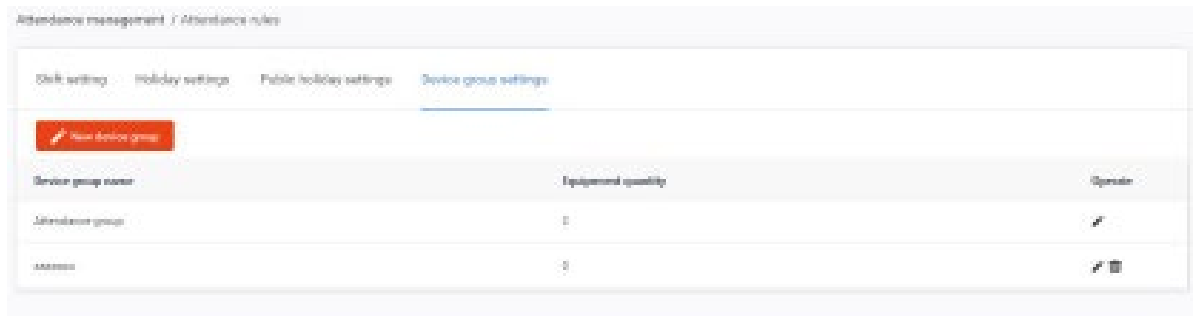 Attendance management / Attendance rules
Shift setting Holiday settings Public holiday settings Device group settings
New device group
Device group name Equipment quantity Operate
Attendance group